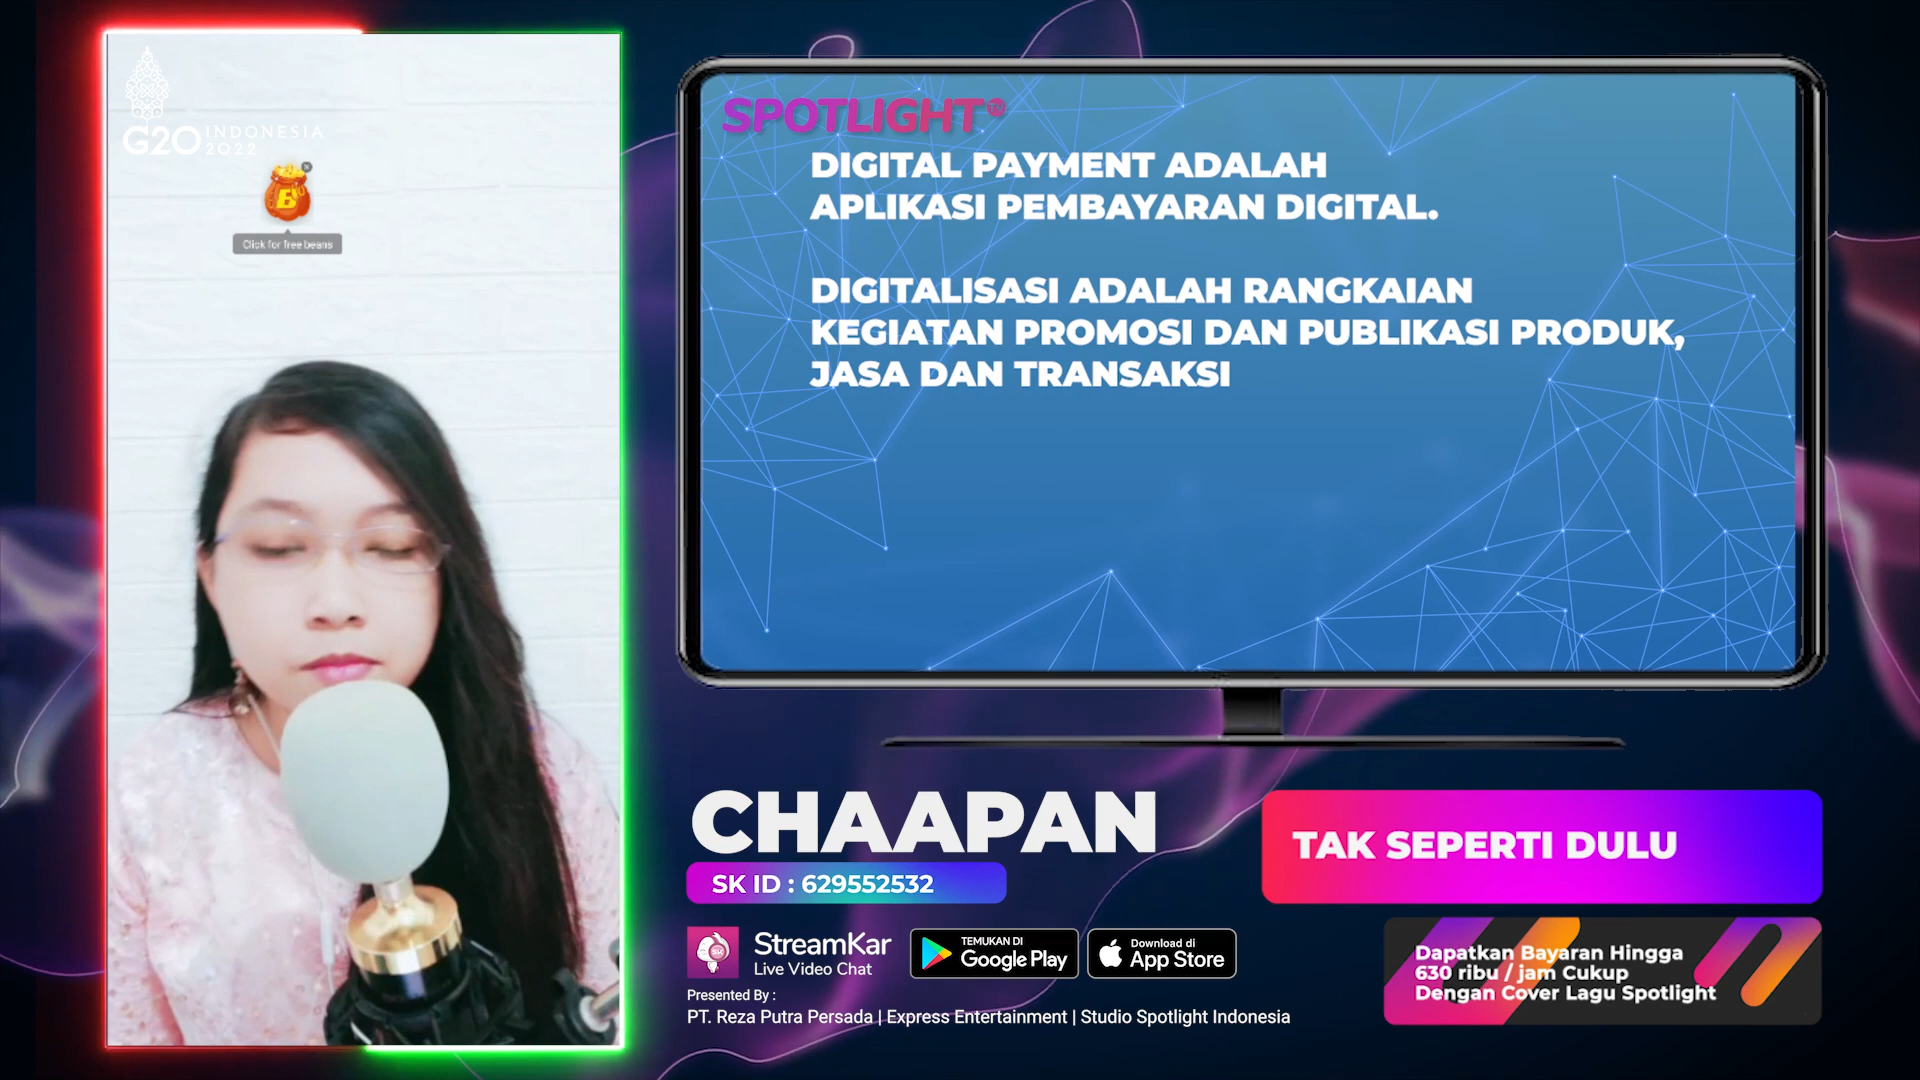 G20 INDONESIA
2022
Click for free beans
SPOTLIGHT
DIGITAL PAYMENT ADALAH
APLIKASI PEMBAYARAN DIGITAL.
DIGITALISASI ADALAH RANGKAIAN
KEGIATAN PROMOSI DAN PUBLIKASI PRODUK,
JASA DAN TRANSAKSI
CHAAPAN
SK ID : 629552532
TAK SEPERTI DULU
StreamKar
Live Video Chat
TEMUKAN DI
Google Play
Download di
App Store
Presented By :
PT. Reza Putra Persada | Express Entertainment | Studio Spotlight Indonesia
Dapatkan Bayaran Hingga
630 ribu / jam Cukup
Dengan Cover Lagu Spotlight